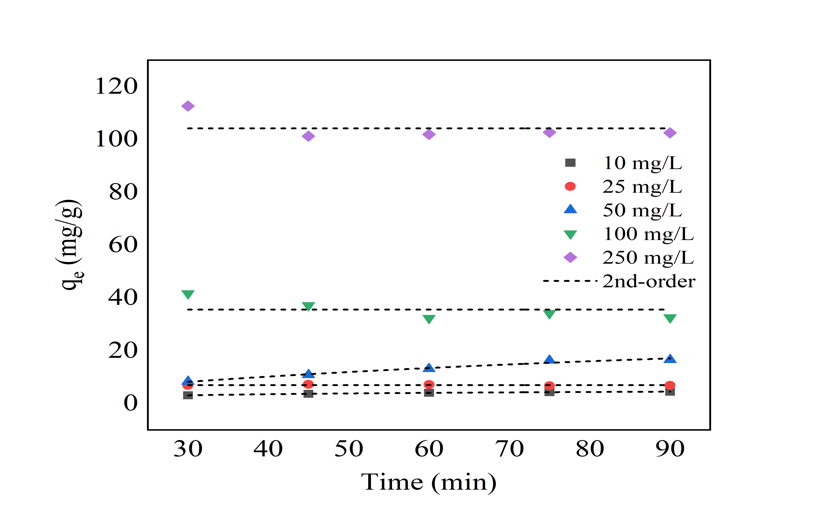 120
100
80
60
40
20
0
qe (mg/g)
10 mg/L
25 mg/L
50 mg/L
100 mg/L
250 mg/L
2nd-order
30 40 50 60 70 80 90
Time (min)